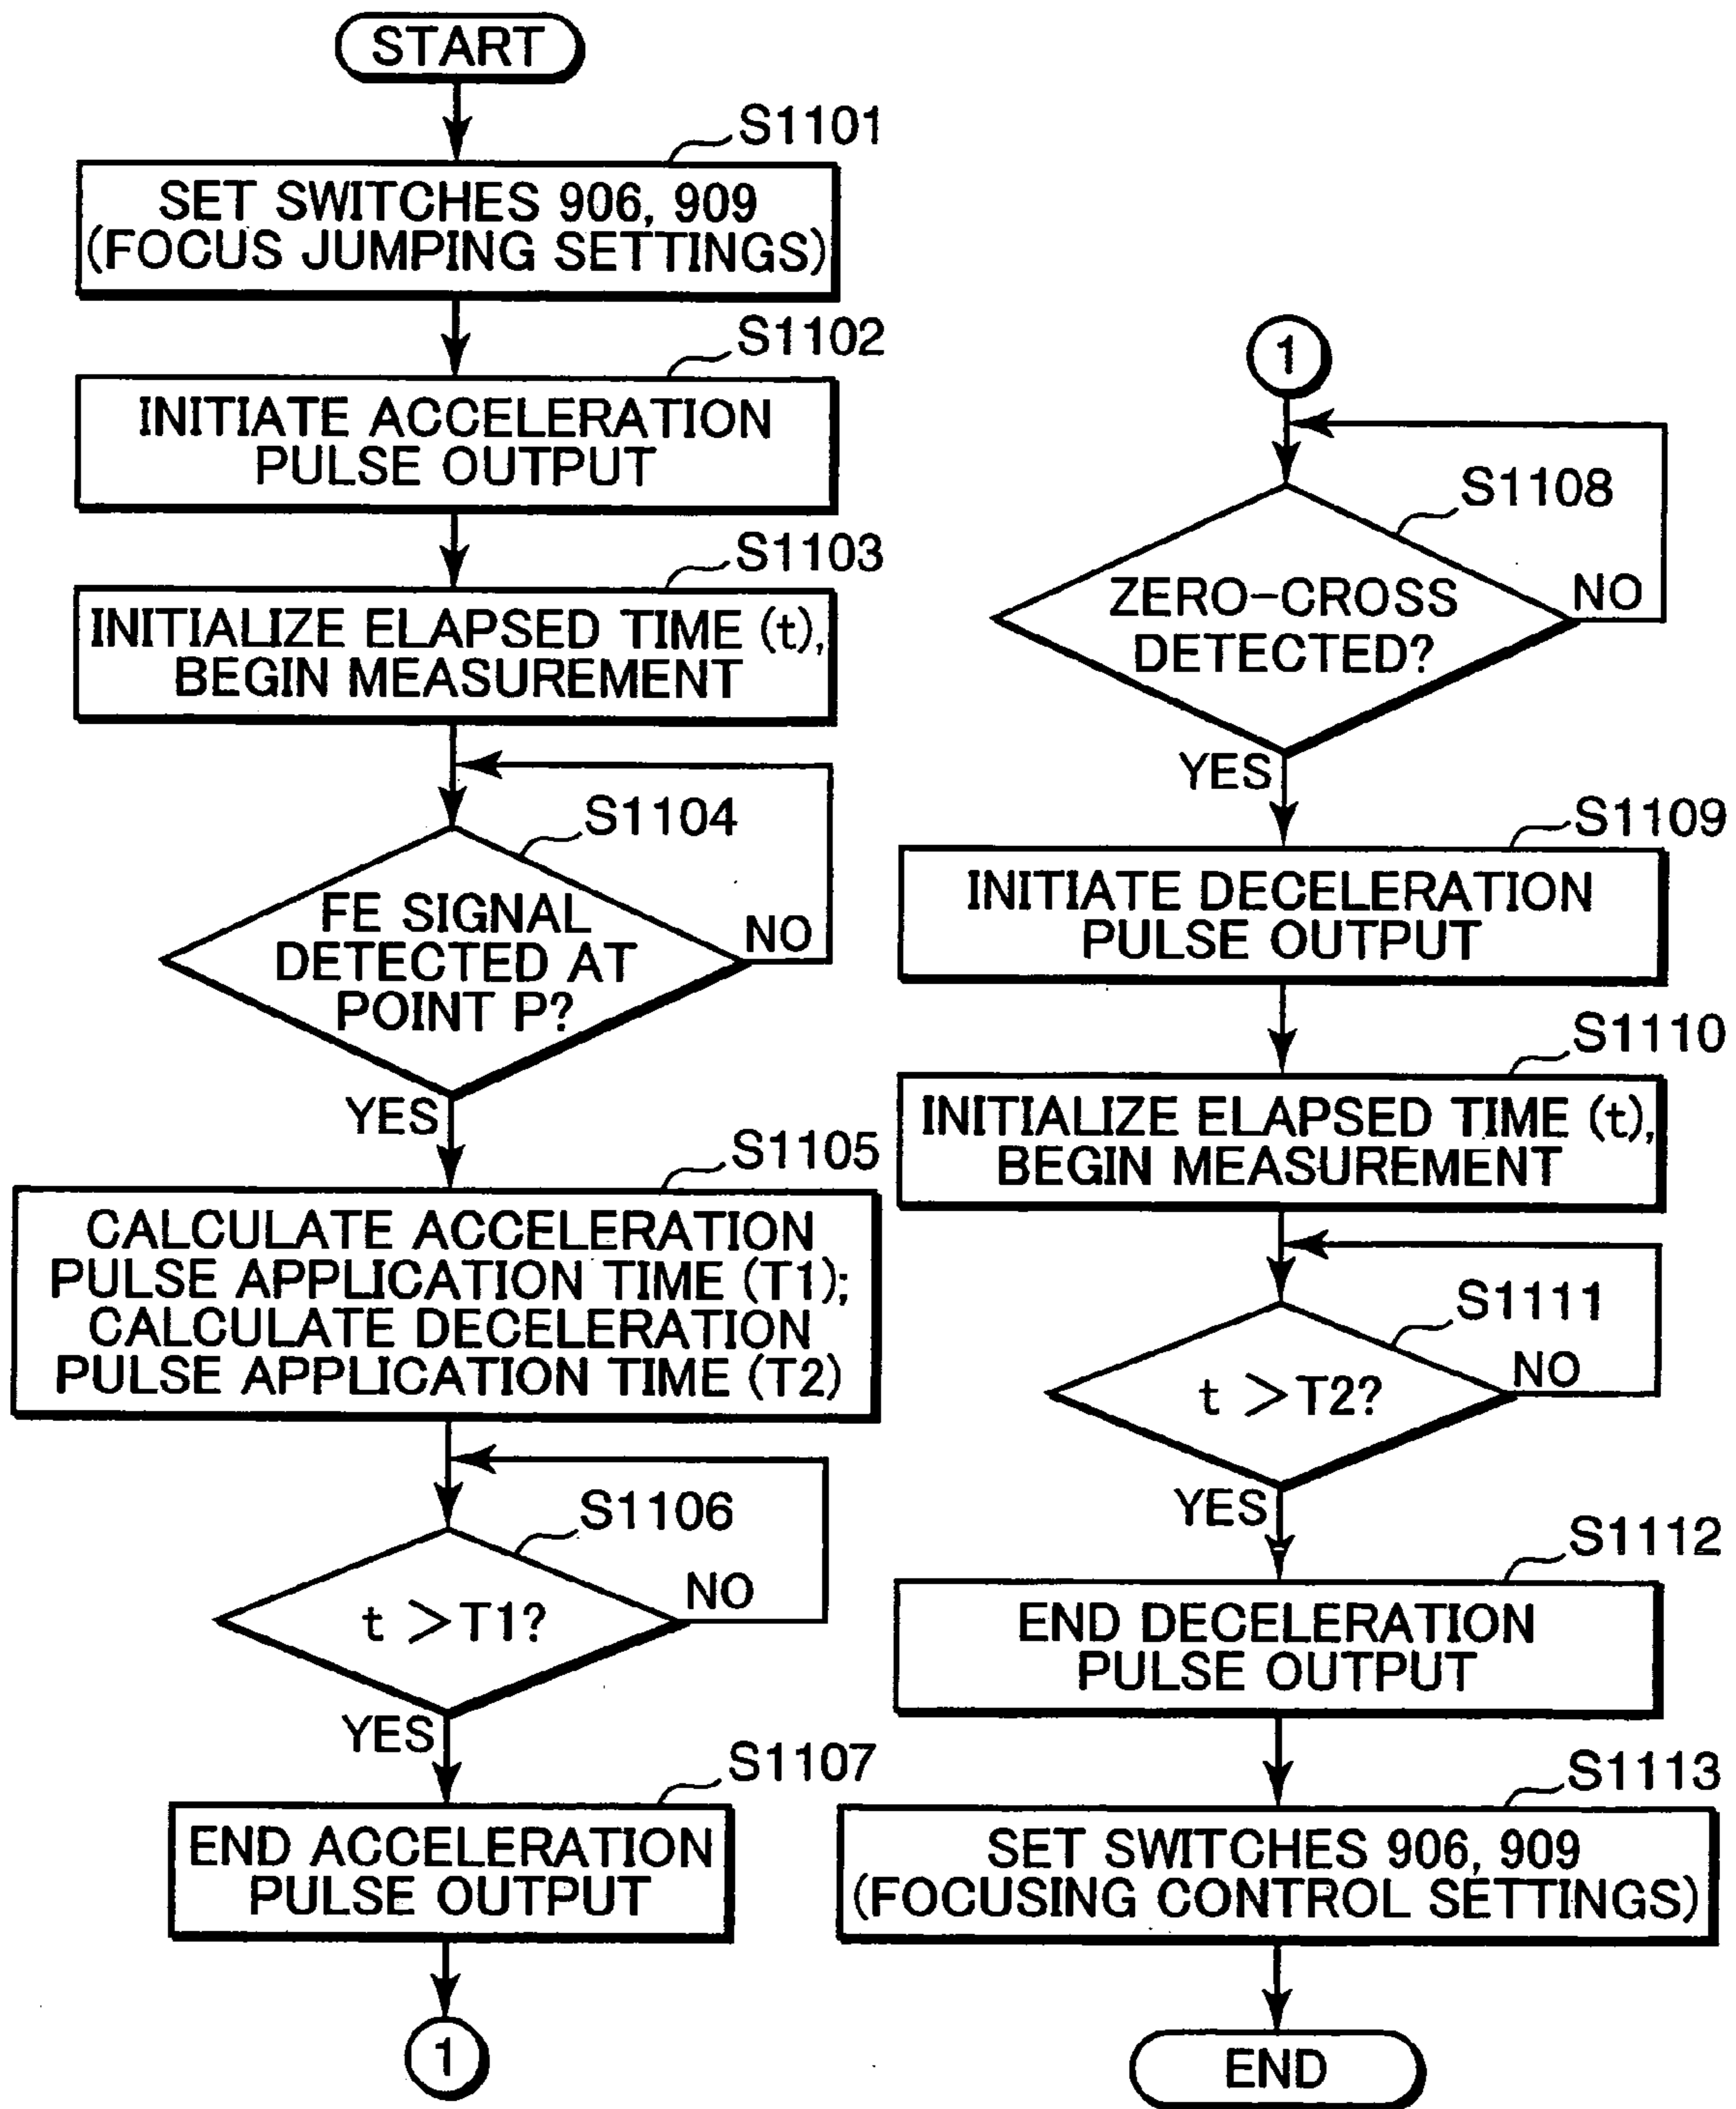 START
S1101
SET SWITCHES 906, 909
(FOCUS JUMPING SETTINGS)
S1102
INITIATE ACCELERATION
PULSE OUTPUT
S1103
INITIALIZE ELAPSED TIME (t),
BEGIN MEASUREMENT
S1104
FE SIGNAL
DETECTED AT
POINT P?
NO
YES
S1105
CALCULATE ACCELERATION
PULSE APPLICATION TIME (T1);
CALCULATE DECELERATION
PULSE APPLICATION TIME (T2)
S1106
t >T1?
NO
YES
S1107
END ACCELERATION
PULSE OUTPUT
1
1
S1108
ZERO-CROSS
DETECTED?
NO
YES
S1109
INITIATE DECELERATION
PULSE OUTPUT
S1110
INITIALIZE ELAPSED TIME (t),
BEGIN MEASUREMENT
S1111
t >T2?
NO
YES
S1112
END DECELERATION
PULSE OUTPUT
S1113
SET SWITCHES 906, 909
(FOCUSING CONTROL SETTINGS)
END